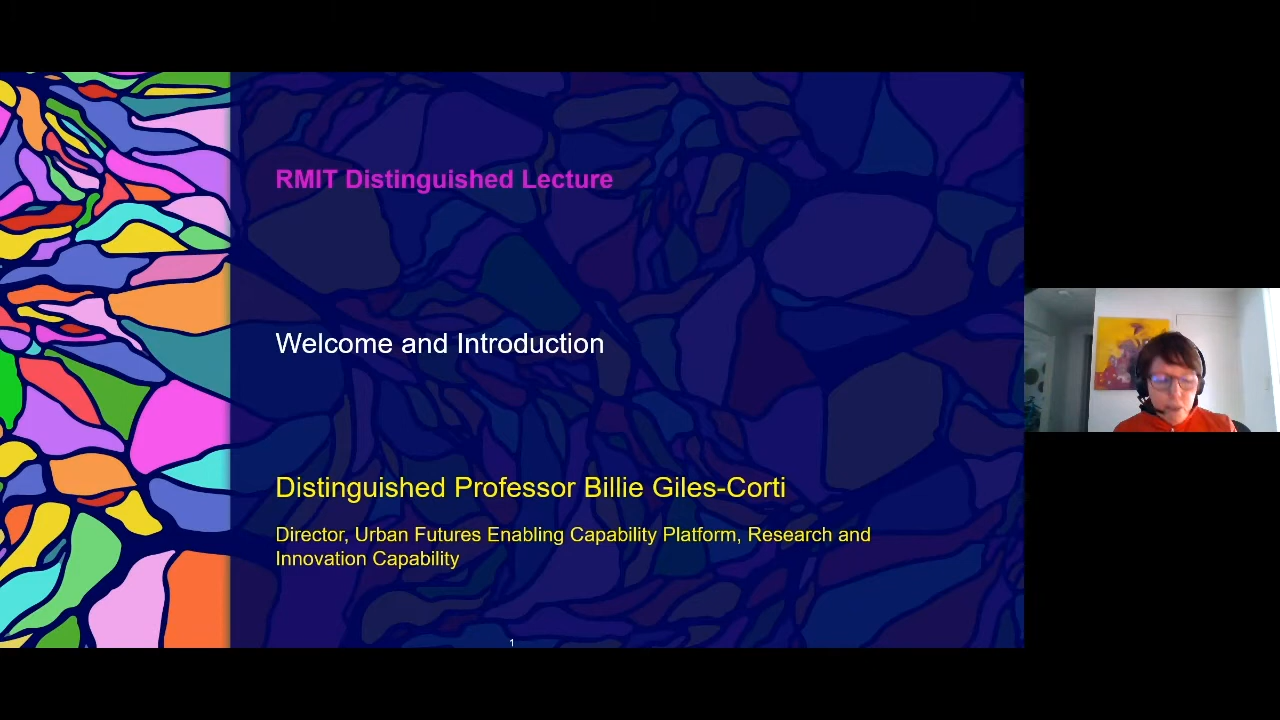 RMIT Distinguished Lecture
Welcome and Introduction
Distinguished Professor Billie Giles-Corti
Director, Urban Futures Enabling Capability Platform, Research and
Innovation Capability
1